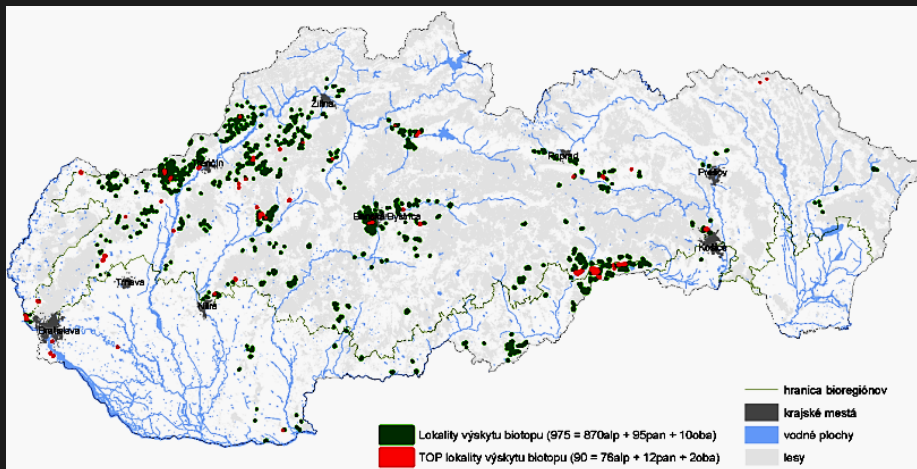 Žilina
Trenčín
Poprad
Prešov
Banská Bystrica
Košice
Trnava
Nitra
Bratislava
hranica bioregiónov
krajské mestá
Lokality výskytu biotopu (975 = 870alp + 95pan + 10oba)
vodné plochy
TOP lokality výskytu biotopu (90 = 76alp + 12pan + 2oba)
lesy